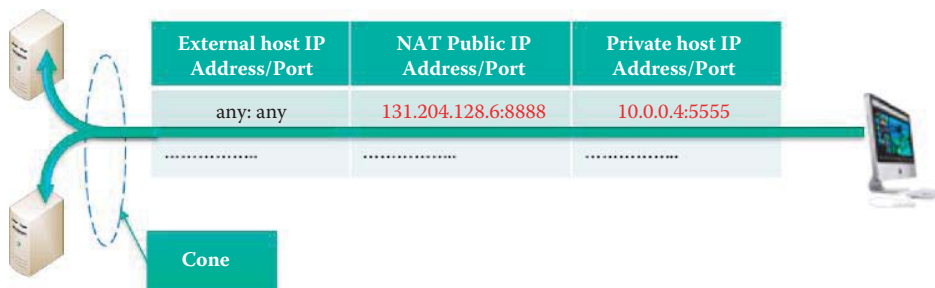 External host IP Address/Port
NAT Public IP Address/Port
Private host IP Address/Port
any: any
131.204.128.6:8888
10.0.0.4:5555
................
................
................
Cone